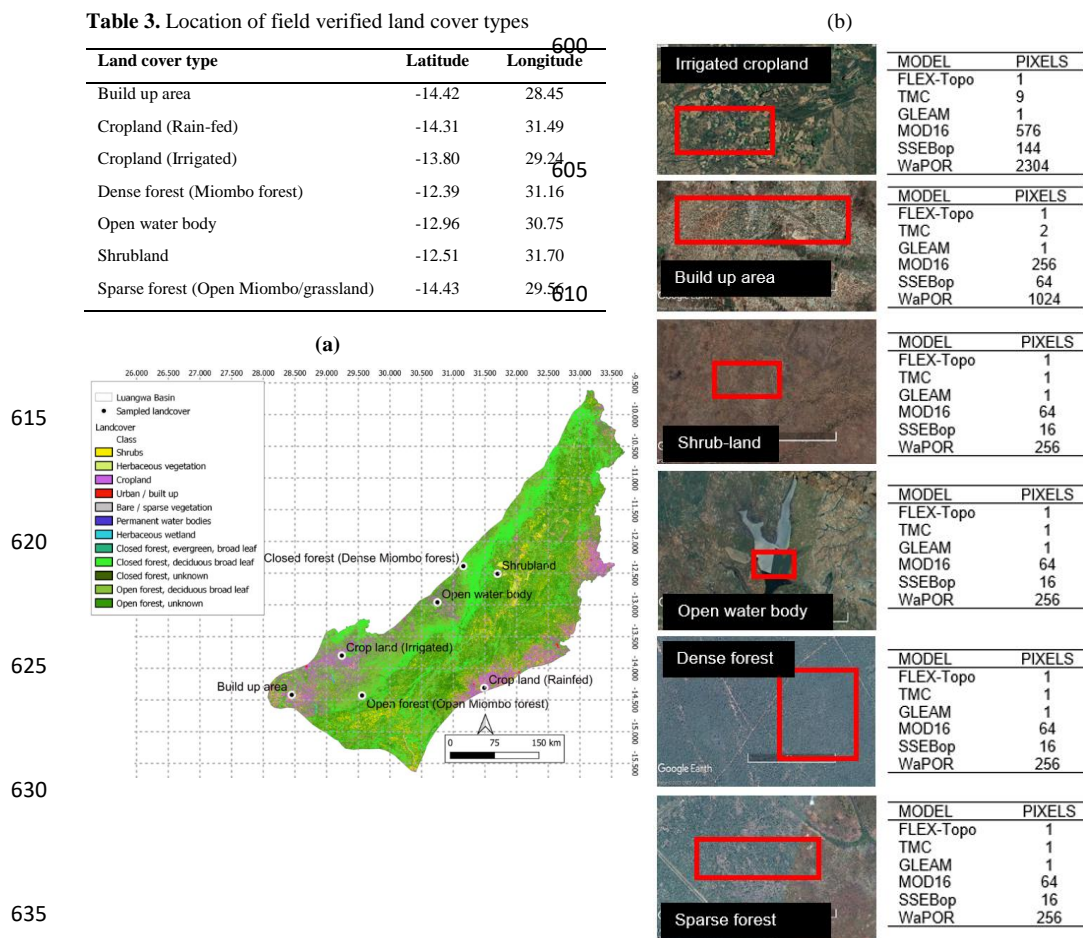 Table 3. Location of field verified land cover types
600
Land cover type Latitude Longitude
Build up area -14.42 28.45
Cropland (Rain-fed) -14.31 31.49
Cropland (Irrigated) -13.80 29.24
605
Dense forest (Miombo forest) -12.39 31.16
Open water body -12.96 30.75
Shrubland -12.51 31.70
Sparse forest (Open Miombo/grassland) -14.43 29.56
610
(a)
26.000 26.500 27.000 27.500 28.000 28.500 29.000 29.500 30.000 30.500 31.000 31.500 32.000 32.500 33.000 33.500
-9.500
-10.000
-10.500
-11.000
-11.500
-12.000
-12.500
-13.000
-13.500
-14.000
-14.500
-15.000
-15.500
Luangwa Basin
Sampled landcover
Landcover
Class
Shrubs
Herbaceous vegetation
Cropland
Urban / built up
Bare / sparse vegetation
Permanent water bodies
Herbaceous wetland
Closed forest, evergreen, broad leaf
Closed forest, deciduous broad leaf
Closed forest, unknown
Open forest, deciduous broad leaf
Open forest, unknown
615
620
625
630
635
Closed forest (Dense Miombo forest)
Shrubland
Open water body
Crop land (Irrigated)
Build up area
Crop land (Rainfed)
Open forest (Open Miombo forest)
0 75 150 km
(b)
Irrigated cropland
MODEL PIXELS
FLEX-Topo 1
TMC 9
GLEAM 1
MOD16 576
SSEBop 144
WaPOR 2304
Build up area
MODEL PIXELS
FLEX-Topo 1
TMC 2
GLEAM 1
MOD16 256
SSEBop 64
WaPOR 1024
Shrub-land
MODEL PIXELS
FLEX-Topo 1
TMC 1
GLEAM 1
MOD16 64
SSEBop 16
WaPOR 256
Open water body
MODEL PIXELS
FLEX-Topo 1
TMC 1
GLEAM 1
MOD16 64
SSEBop 16
WaPOR 256
Dense forest
Google Earth
MODEL PIXELS
FLEX-Topo 1
TMC 1
GLEAM 1
MOD16 64
SSEBop 16
WaPOR 256
Sparse forest
MODEL PIXELS
FLEX-Topo 1
TMC 1
GLEAM 1
MOD16 64
SSEBop 16
WaPOR 256